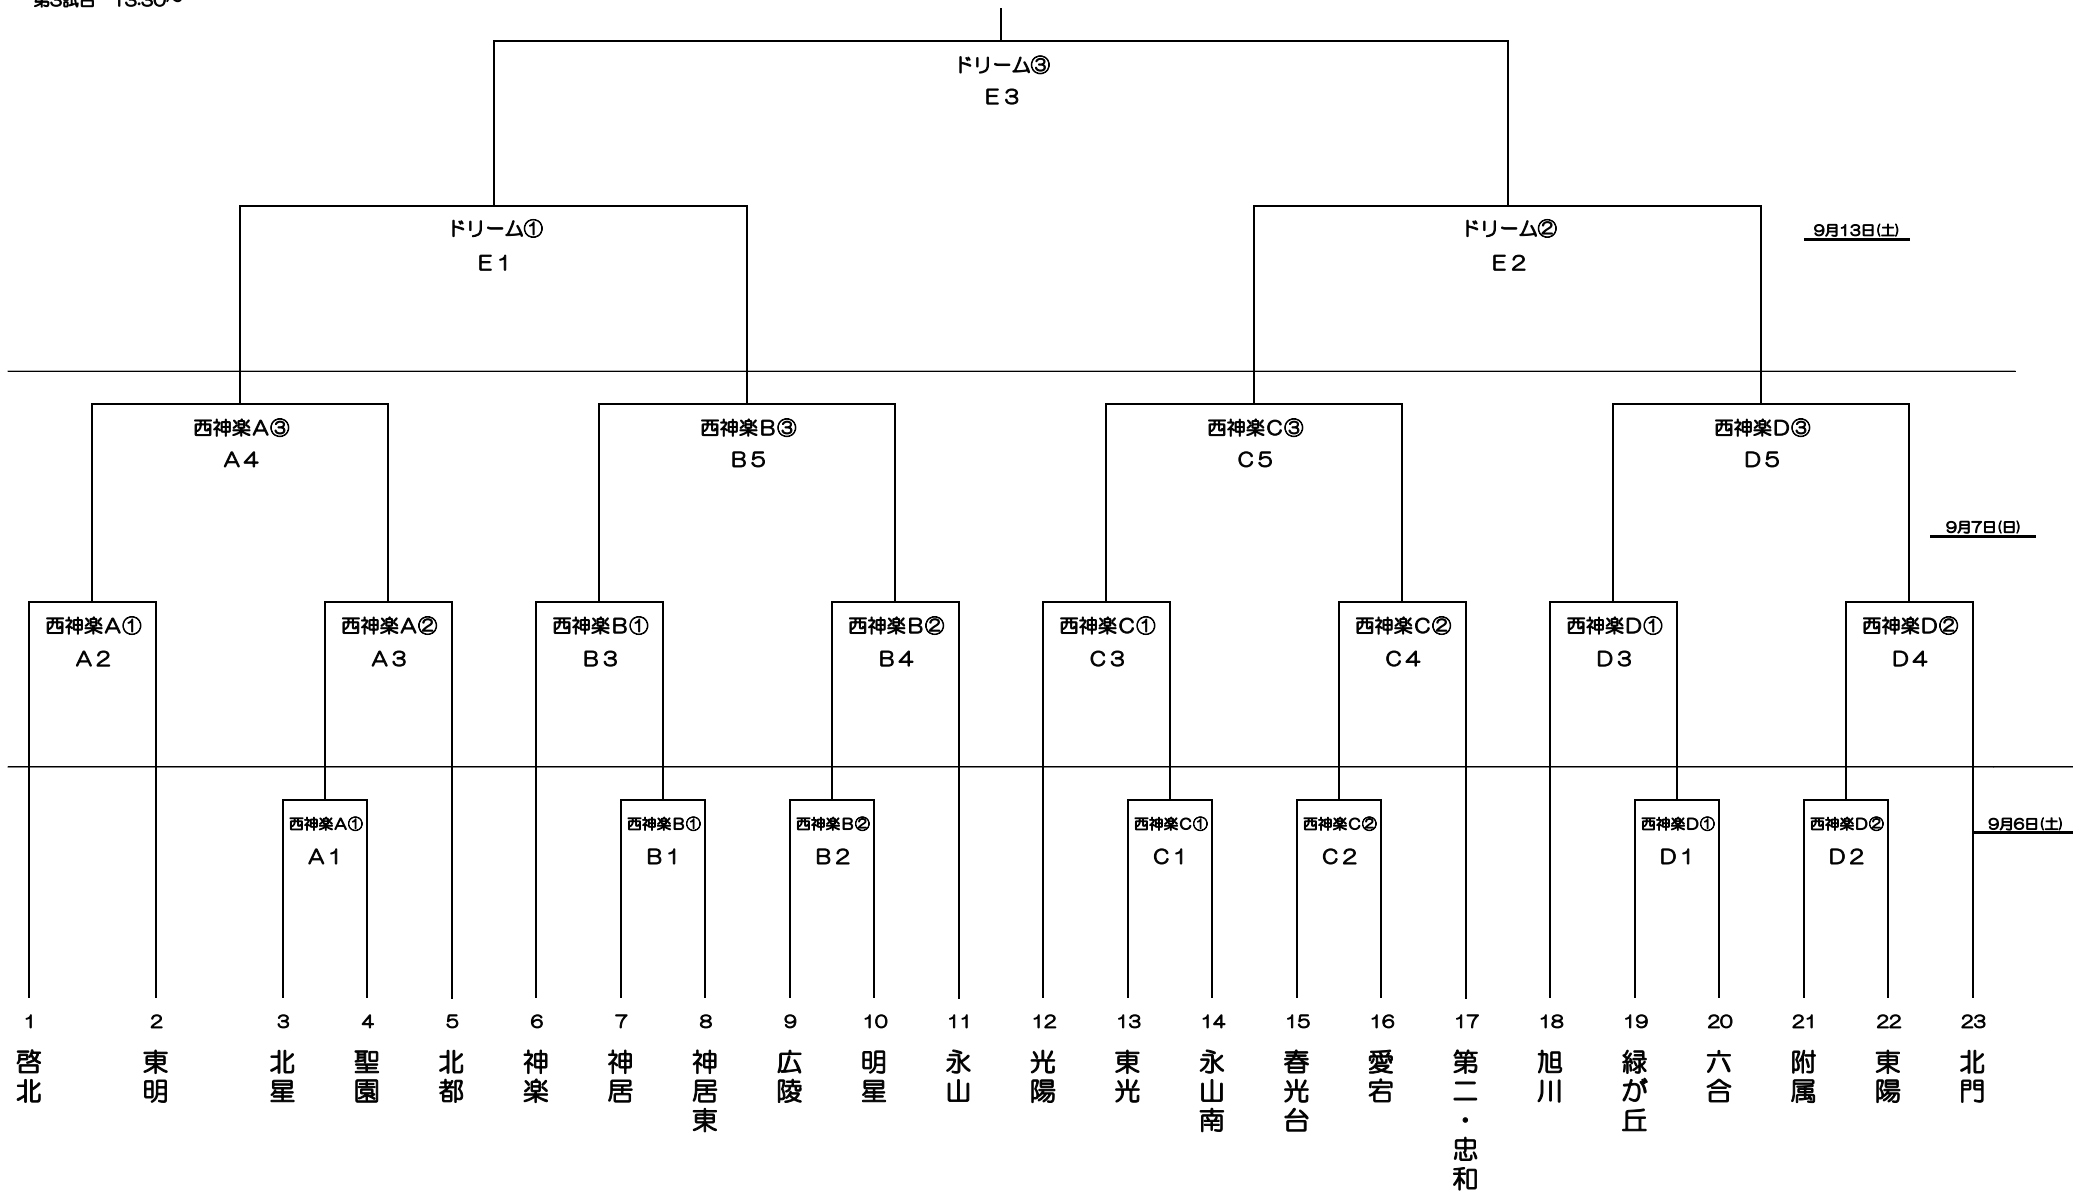 第3試合 13:30～
ドリーム③
E3
ドリーム①
ドリーム②
9月13日(土)
E1
E2
西神楽A③
西神楽B③
西神楽C③
西神楽D③
A4
B5
C5
D5
9月7日(日)
西神楽A①
西神楽A②
西神楽B①
西神楽B②
西神楽C①
西神楽C②
西神楽D①
西神楽D②
A2
A3
B3
B4
C3
C4
D3
D4
西神楽A①
西神楽B①
西神楽B②
西神楽C①
西神楽C②
西神楽D①
西神楽D②
9月6日(土)
A1
B1
B2
C1
C2
D1
D2
1
2
3
4
5
6
7
8
9
10
11
12
13
14
15
16
17
18
19
20
21
22
23
啓北
東明
北星
聖園
北都
神楽
神居
神居東
広陵
明星
永山
光陽
東光
永山南
春光台
愛宕
第二・忠和
旭川
緑が丘
六合
附属
東陽
北門